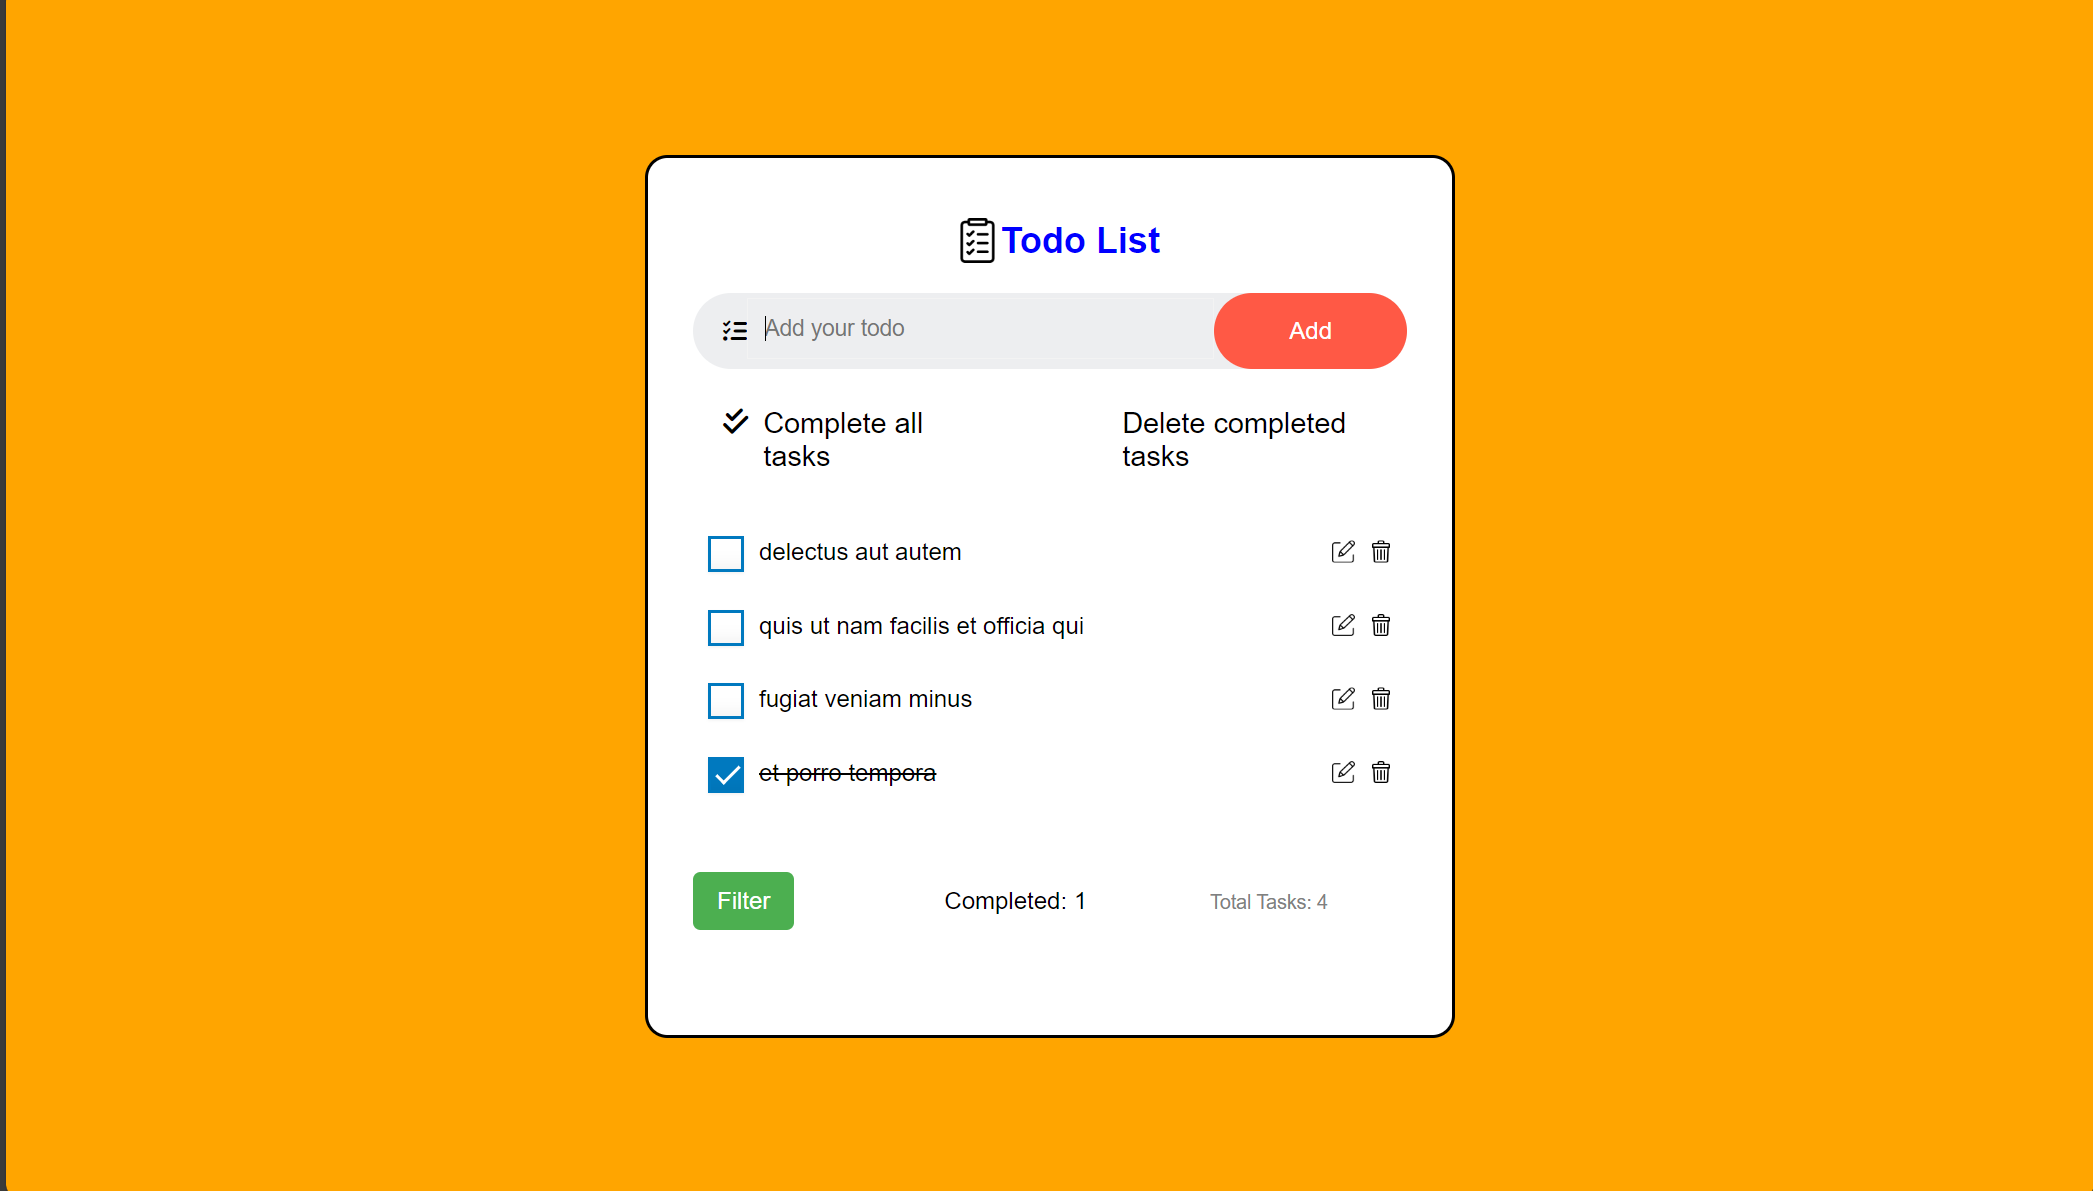 Todo List
Add your todo
Add
Complete all
tasks
Delete completed
tasks
delectus aut autem
quis ut nam facilis et officia qui
fugiat veniam minus
et porro tempora
Filter
Completed: 1
Total Tasks: 4